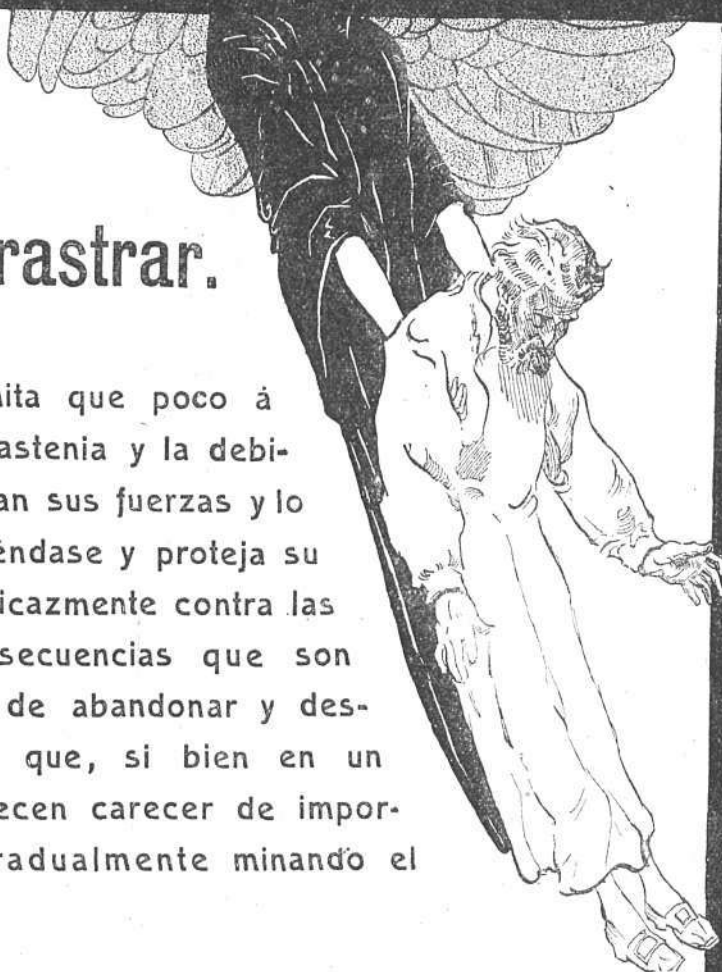 rastrar.
nita que poco á
astenia y la debi-
an sus fuerzas y lo
éndase y proteja su
icazmente contra las
secuencias que son
de abandonar y des-
que, si bien en un
ecen carecer de impor-
radualmente minando el